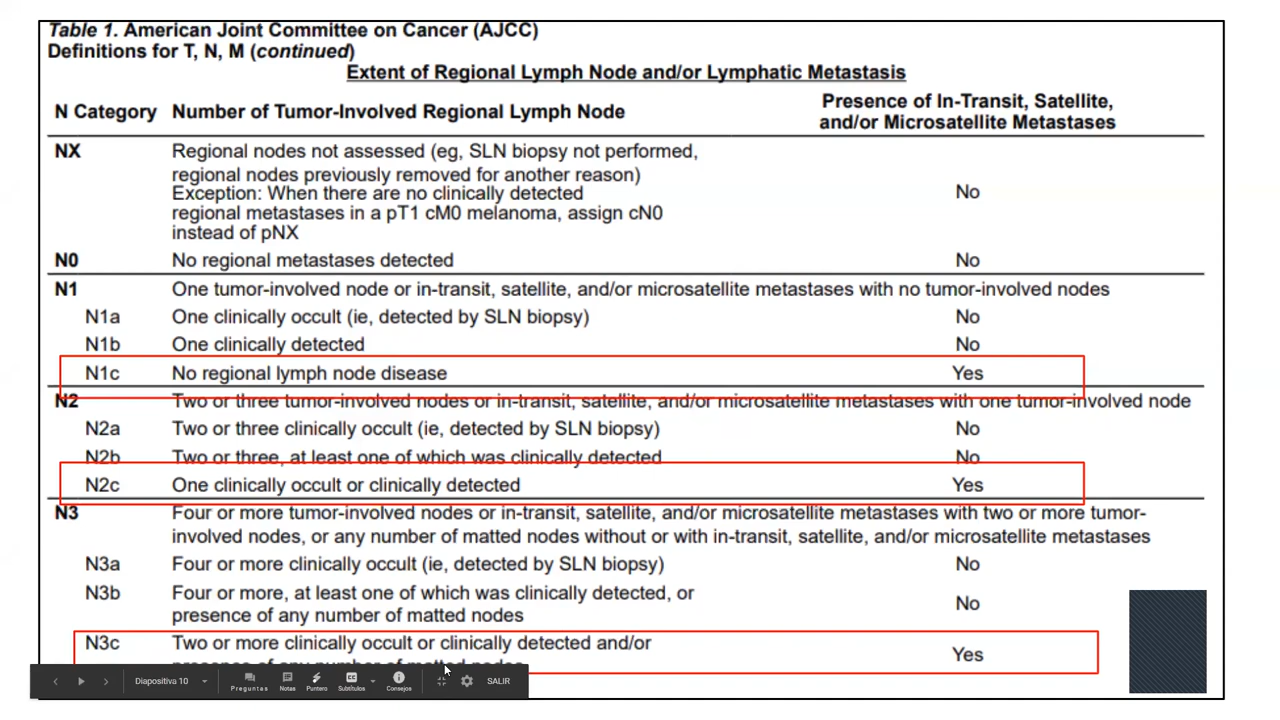 Table 1. American Joint Committee on Cancer (AJCC)
Definitions for T, N, M (continued)
Extent of Regional Lymph Node and/or Lymphatic Metastasis
N Category Number of Tumor-Involved Regional Lymph Node Presence of In-Transit, Satellite,
and/or Microsatellite Metastases
NX Regional nodes not assessed (eg, SLN biopsy not performed,
regional nodes previously removed for another reason)
Exception: When there are no clinically detected No
regional metastases in a pT1 cM0 melanoma, assign cN0
instead of pNX
N0 No regional metastases detected No
N1 One tumor-involved node or in-transit, satellite, and/or microsatellite metastases with no tumor-involved nodes
N1a One clinically occult (ie, detected by SLN biopsy) No
N1b One clinically detected No
N1c No regional lymph node disease Yes
N2 Two or three tumor-involved nodes or in-transit, satellite, and/or microsatellite metastases with one tumor-involved node
N2a Two or three clinically occult (ie, detected by SLN biopsy) No
N2b Two or three, at least one of which was clinically detected No
N2c One clinically occult or clinically detected Yes
N3 Four or more tumor-involved nodes or in-transit, satellite, and/or microsatellite metastases with two or more tumor-
involved nodes, or any number of matted nodes without or with in-transit, satellite, and/or microsatellite metastases
N3a Four or more clinically occult (ie, detected by SLN biopsy) No
N3b Four or more, at least one of which was clinically detected, or No
presence of any number of matted nodes
N3c Two or more clinically occult or clinically detected and/or Yes
presence of any number of matted nodes
Diapositiva 10 Preguntas Notas Puntero Subtítulos Consejos SALIR